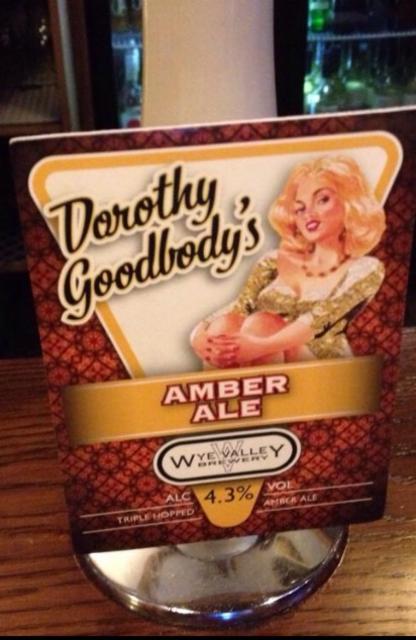 Dorothy
Goodbody's
AMBER
ALE
WYE VALLEY
BREWERY
ALC 4.3% VOL
TRIPLE HOPPED AMBER ALE